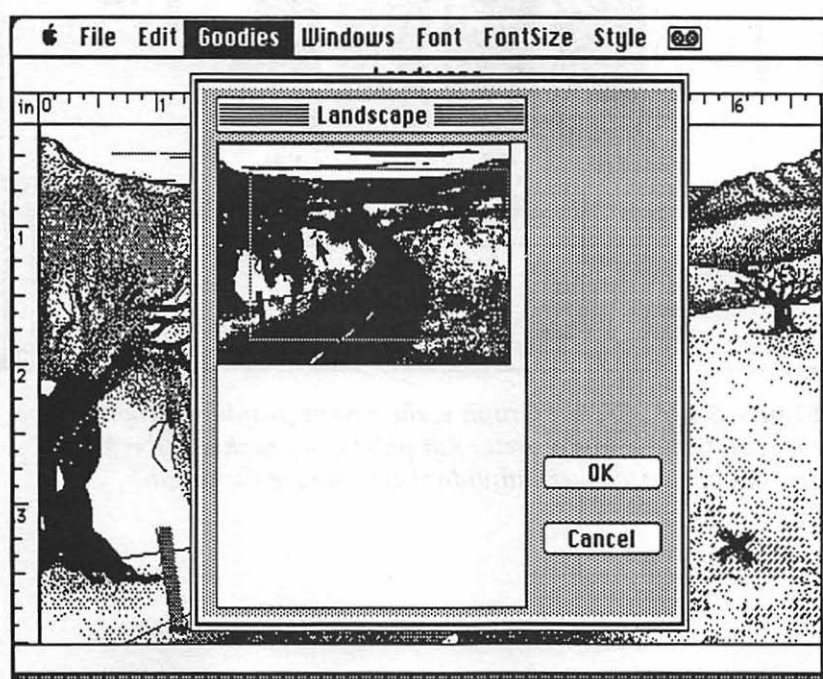 File Edit Goodies Windows Font FontSize Style
Landscape
in 0 1 6
Landscape
1
2
3
OK
Cancel